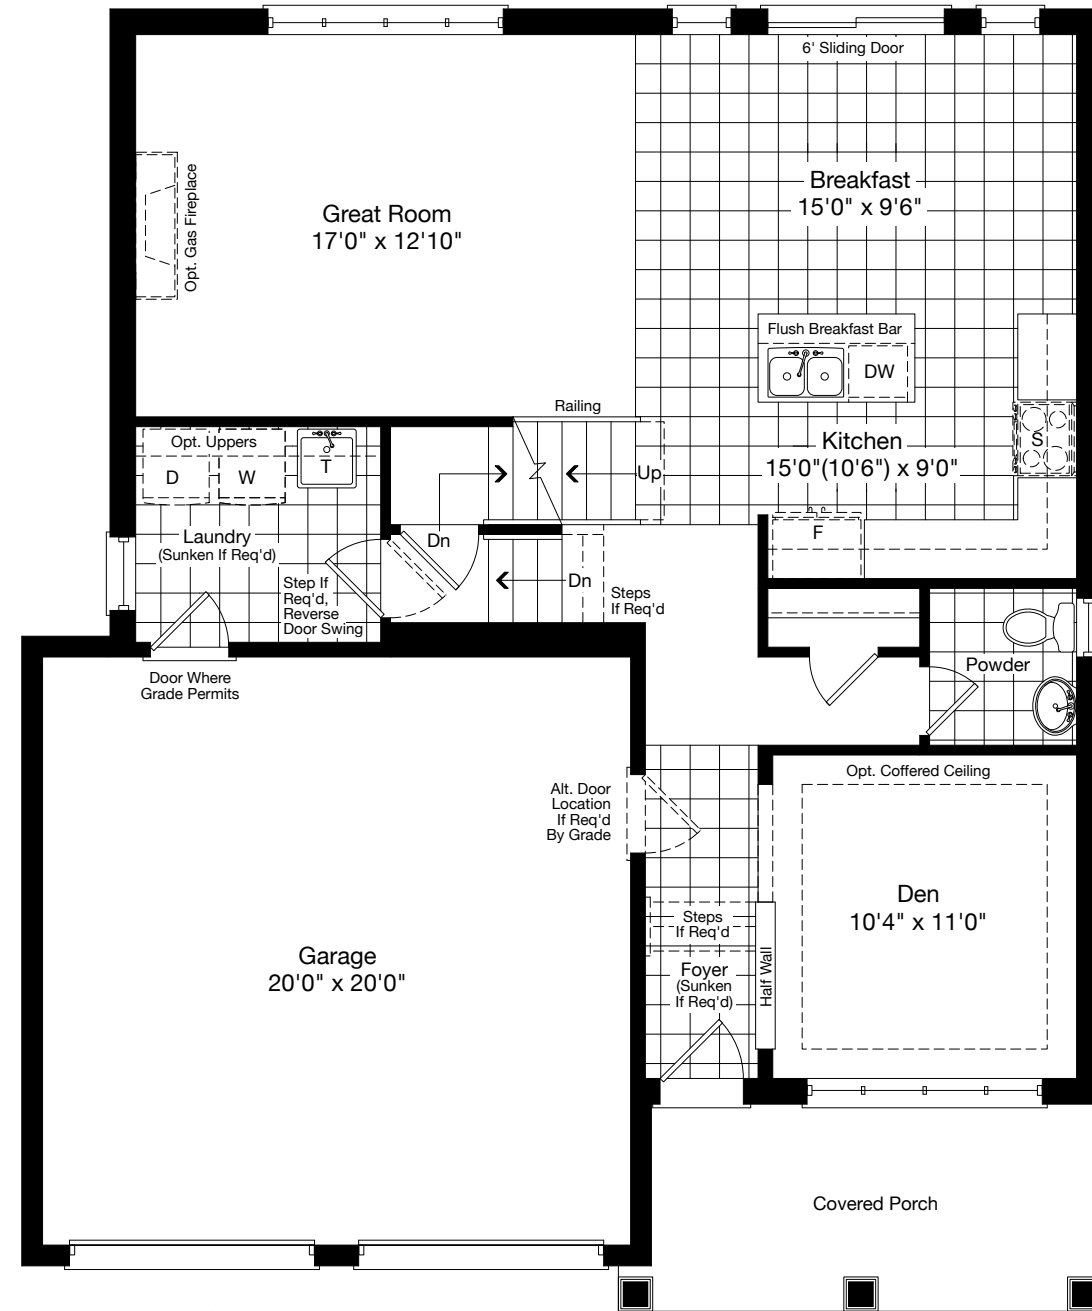 6' Sliding Door
Breakfast
15'0" x 9'6"
Great Room
17'0" x 12'10"
Opt. Gas Fireplace
Flush Breakfast Bar
DW
Railing
Kitchen
15'0"(10'6") x 9'0"
S
Opt. Uppers
D
W
T
Up
F
Laundry
(Sunken If Req'd)
Dn
Dn
Step If
Req'd,
Reverse
Door Swing
Steps
If Req'd
Powder
Door Where
Grade Permits
Opt. Coffered Ceiling
Alt. Door
Location
If Req'd
By Grade
Den
10'4" x 11'0"
Steps
If Req'd
Garage
20'0" x 20'0"
Foyer
(Sunken
If Req'd)
Half Wall
Covered Porch